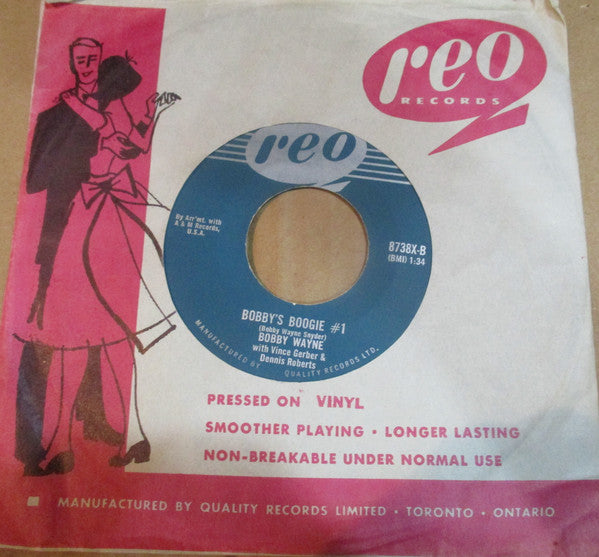 reo
RECORDS
reo
By Arr'mt. with
A & M Records,
U.S.A.
8738X-B
(BMI) 1:34
BOBBY'S BOOGIE #1
(Bobby Wayne Snyder)
BOBBY WAYNE
with Vince Gerber &
Dennis Roberts
MANUFACTURED BY QUALITY RECORDS LTD.
PRESSED ON VINYL
SMOOTHER PLAYING • LONGER LASTING
NON-BREAKABLE UNDER NORMAL USE
MANUFACTURED BY QUALITY RECORDS LIMITED • TORONTO • ONTARIO